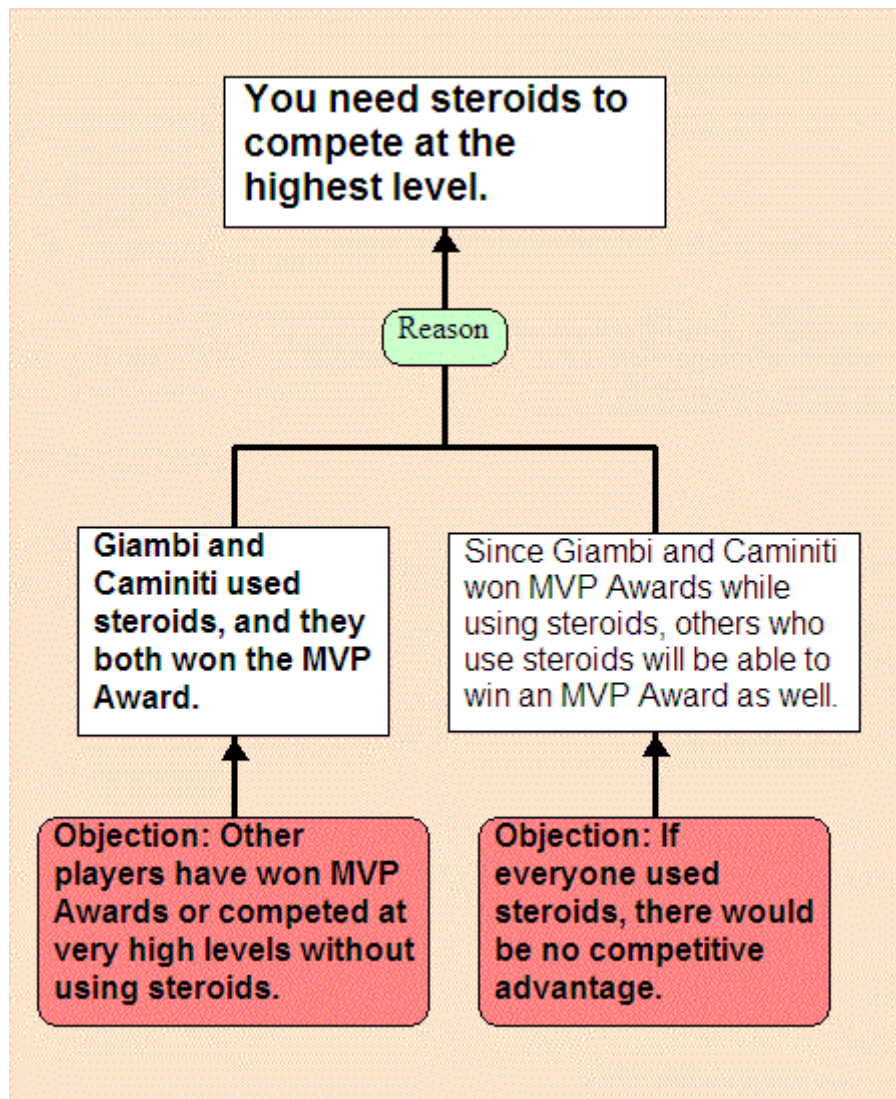 You need steroids to
compete at the
highest level.
Reason
Giambi and
Caminiti used
steroids, and they
both won the MVP
Award.
Since Giambi and Caminiti
won MVP Awards while
using steroids, others who
use steroids will be able to
win an MVP Award as well.
Objection: Other
players have won MVP
Awards or competed at
very high levels without
using steroids.
Objection: If
everyone used
steroids, there would
be no competitive
advantage.